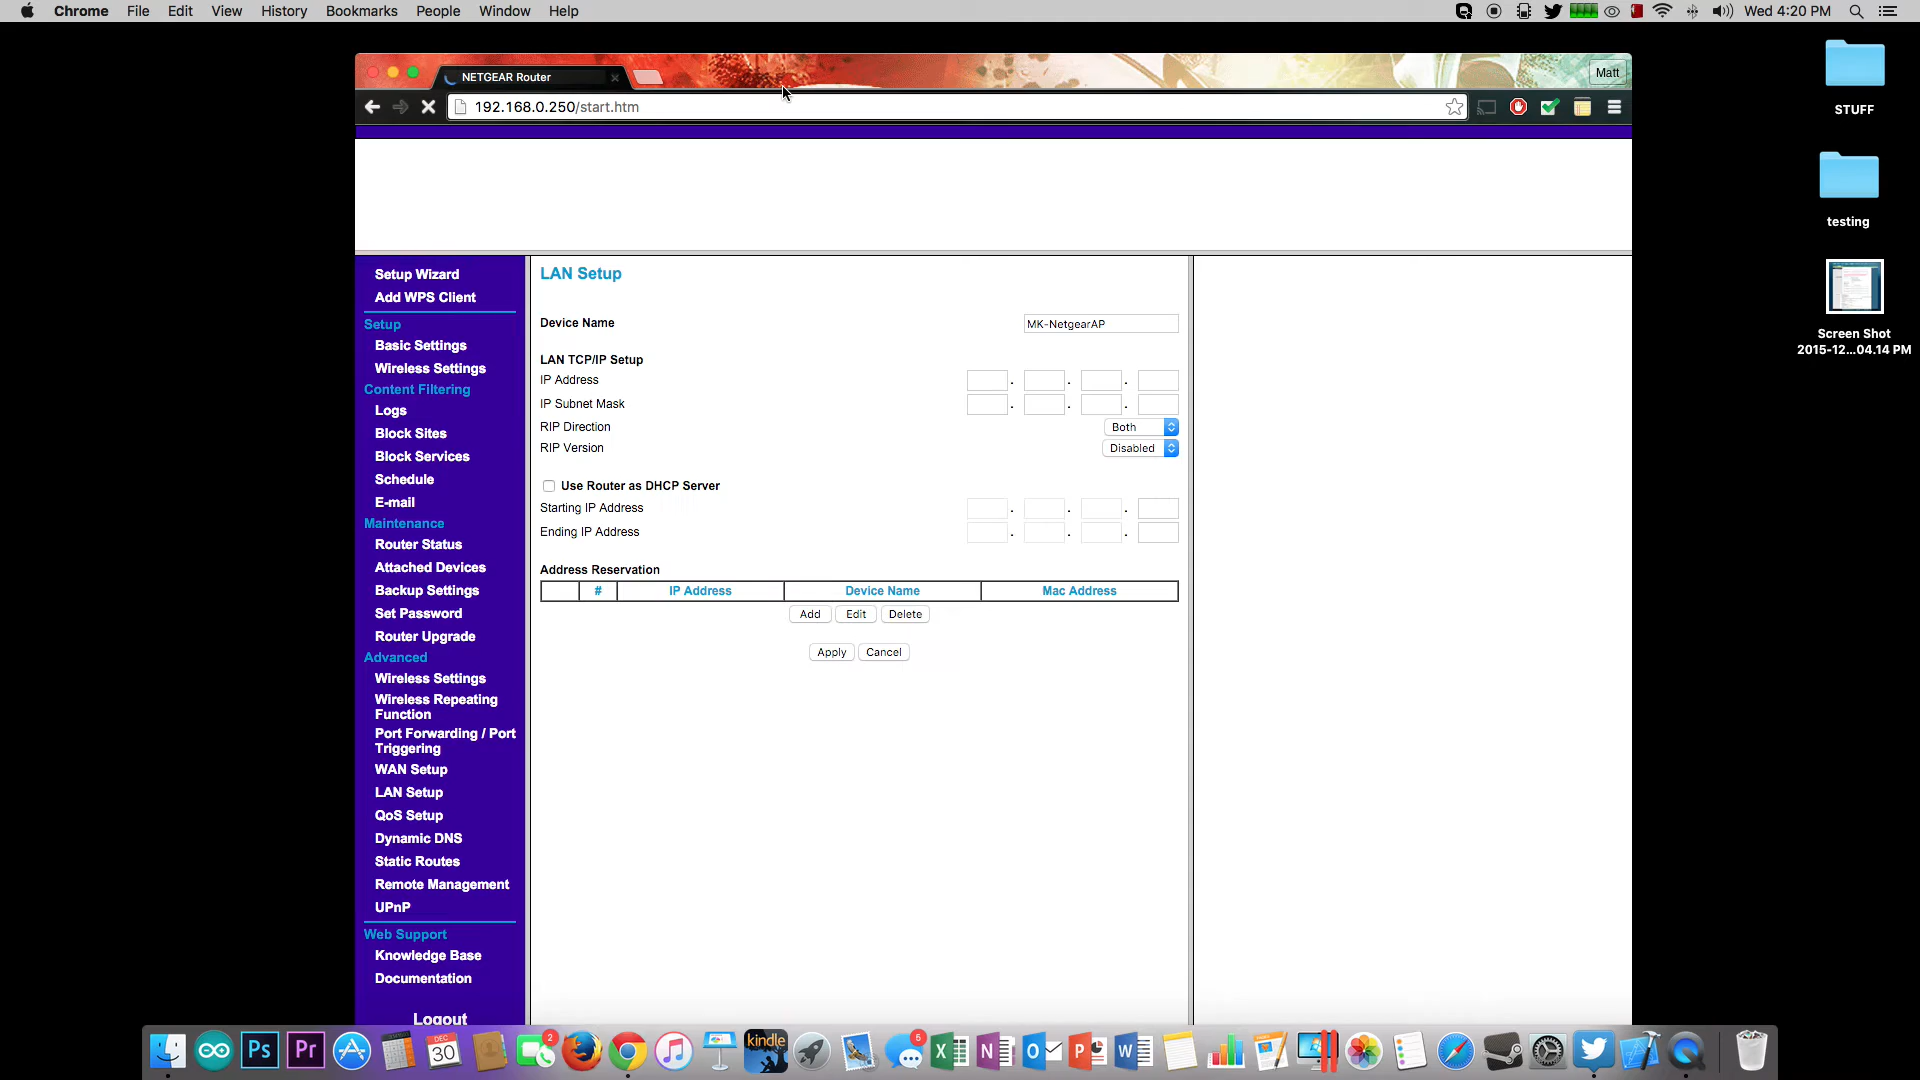 Chrome File Edit View History Bookmarks People Window Help
Wed 4:20 PM
NETGEAR Router
Matt
192.168.0.250/start.htm
STUFF
testing
Screen Shot
2015-12...04.14 PM
Setup Wizard
Add WPS Client
Setup
Basic Settings
Wireless Settings
Content Filtering
Logs
Block Sites
Block Services
Schedule
E-mail
Maintenance
Router Status
Attached Devices
Backup Settings
Set Password
Router Upgrade
Advanced
Wireless Settings
Wireless Repeating
Function
Port Forwarding / Port
Triggering
WAN Setup
LAN Setup
QoS Setup
Dynamic DNS
Static Routes
Remote Management
UPnP
Web Support
Knowledge Base
Documentation
Logout
LAN Setup
Device Name MK-NetgearAP
LAN TCP/IP Setup
IP Address . . .
IP Subnet Mask . . .
RIP Direction Both
RIP Version Disabled
Use Router as DHCP Server
Starting IP Address . . .
Ending IP Address . . .
Address Reservation
# IP Address Device Name Mac Address
Add Edit Delete
Apply Cancel
Ps Pr DEC 30 2 kindle 5 X N O P W